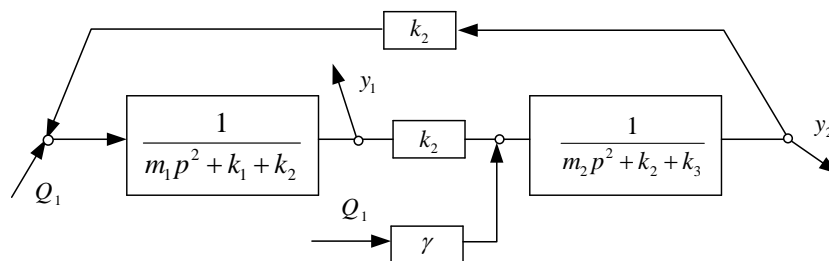 k₂
y₁
1
m₁p² + k₁ + k₂
k₂
1
m₂p² + k₂ + k₃
y₂
Q₁
Q₁
γ